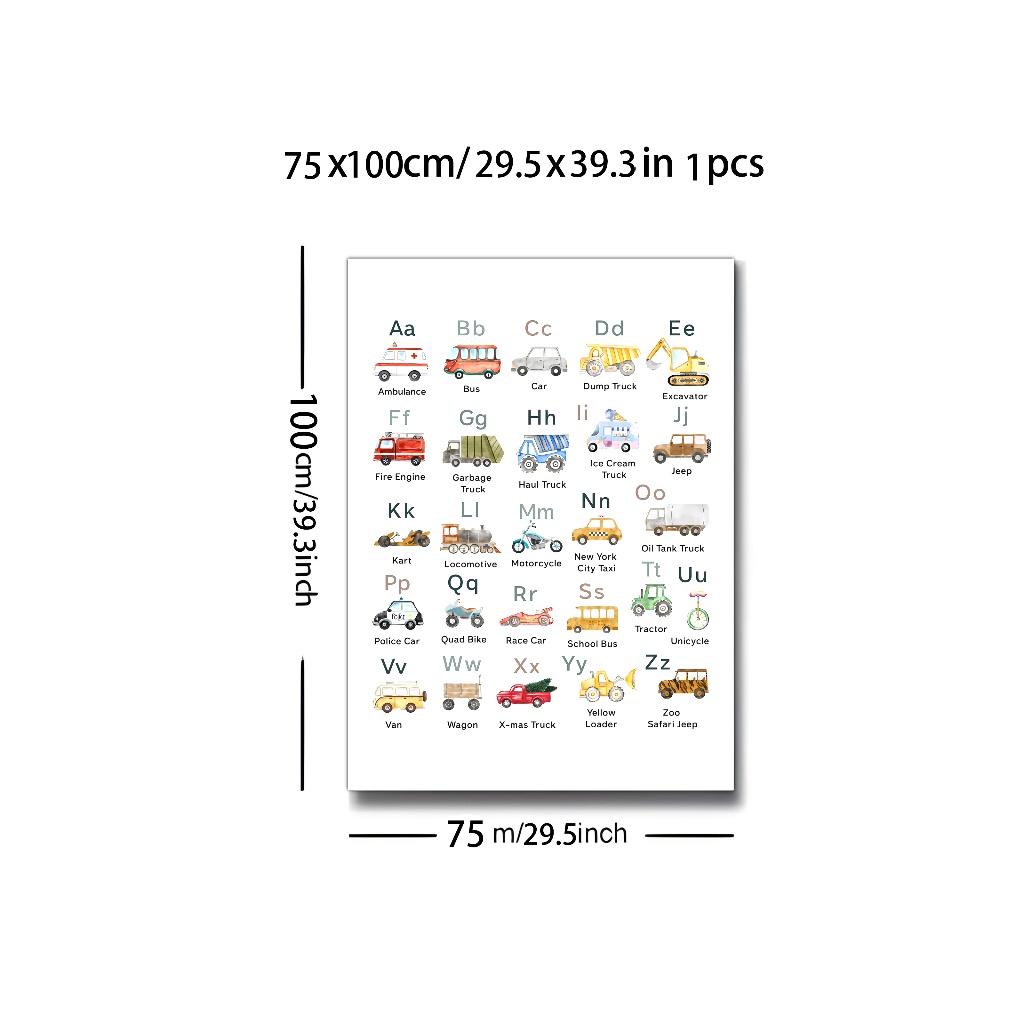 75x100cm/ 29.5x39.3in 1pcs
100cm/39.3inch
Aa Bb Cc Dd Ee
Ambulance Bus Car Dump Truck Excavator
Ff Gg Hh Ii Jj
Fire Engine Garbage Truck Haul Truck Ice Cream Truck Jeep
Kk Ll Mm Nn Oo
Kart Locomotive Motorcycle New York City Taxi Oil Tank Truck
Pp Qq Rr Ss Tt Uu
Police Car Quad Bike Race Car School Bus Tractor Unicycle
Vv Ww Xx Yy Zz
Van Wagon X-mas Truck Yellow Loader Zoo Safari Jeep
75 m/29.5inch